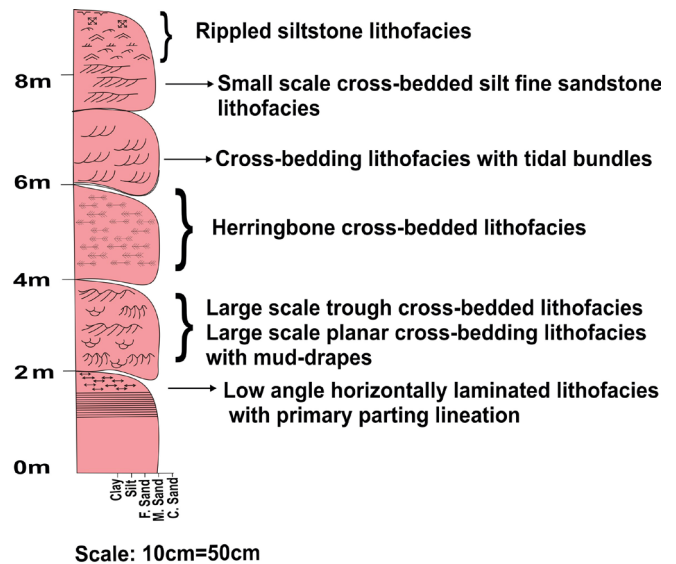 Rippled siltstone lithofacies
8m
Small scale cross-bedded silt fine sandstone
lithofacies
Cross-bedding lithofacies with tidal bundles
6m
Herringbone cross-bedded lithofacies
4m
Large scale trough cross-bedded lithofacies
Large scale planar cross-bedding lithofacies
with mud-drapes
2m
Low angle horizontally laminated lithofacies
with primary parting lineation
0m
Clay
Silt
F. Sand
M. Sand
C. Sand
Scale: 10cm=50cm